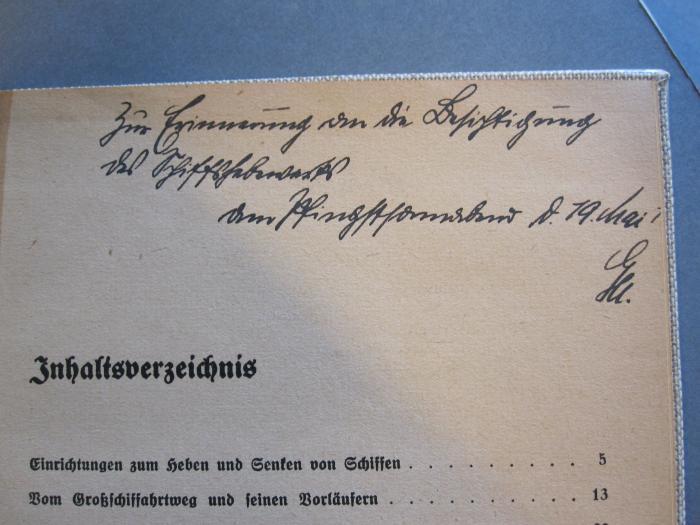 Zur Erinnerung an die Besichtigung
des Schiffshebewerks
am Pfingstsonnabend d. 19. Mai
Inhaltsverzeichnis
Einrichtungen zum Heben und Senken von Schiffen . . . . . . . . . . 5
Vom Großschiffahrtweg und seinen Vorläufern . . . . . . . . . . . 13